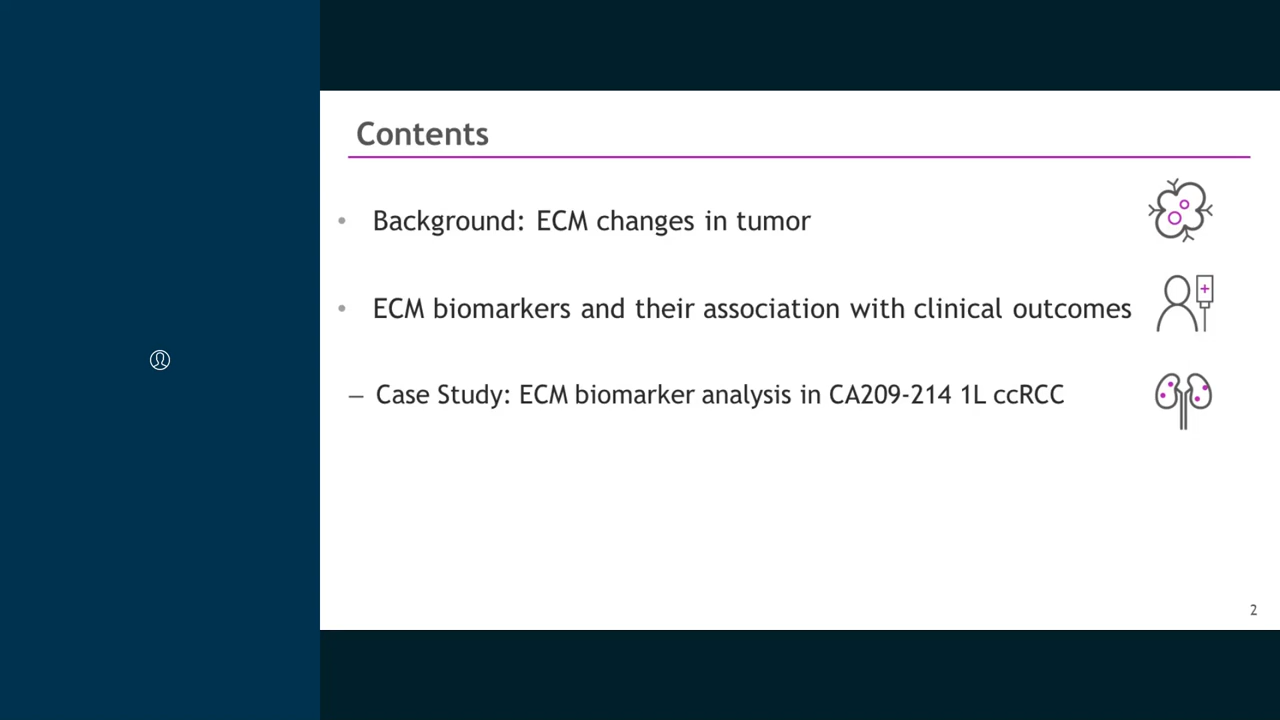 Contents
• Background: ECM changes in tumor
• ECM biomarkers and their association with clinical outcomes
– Case Study: ECM biomarker analysis in CA209-214 1L ccRCC
2